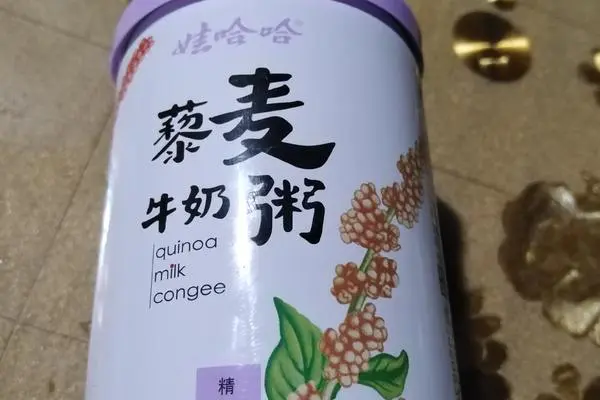 娃哈哈
藜麦
牛奶粥
quinoa
milk
congee
精